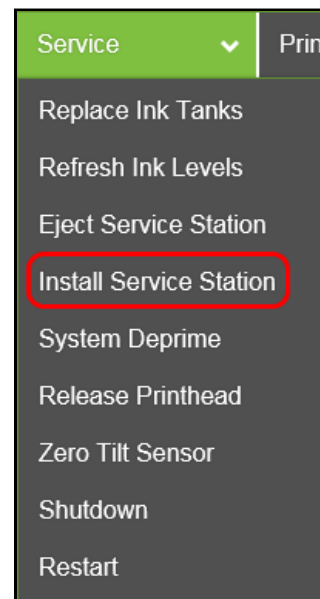 Service
Prin
Replace Ink Tanks
Refresh Ink Levels
Eject Service Station
Install Service Station
System Deprime
Release Printhead
Zero Tilt Sensor
Shutdown
Restart